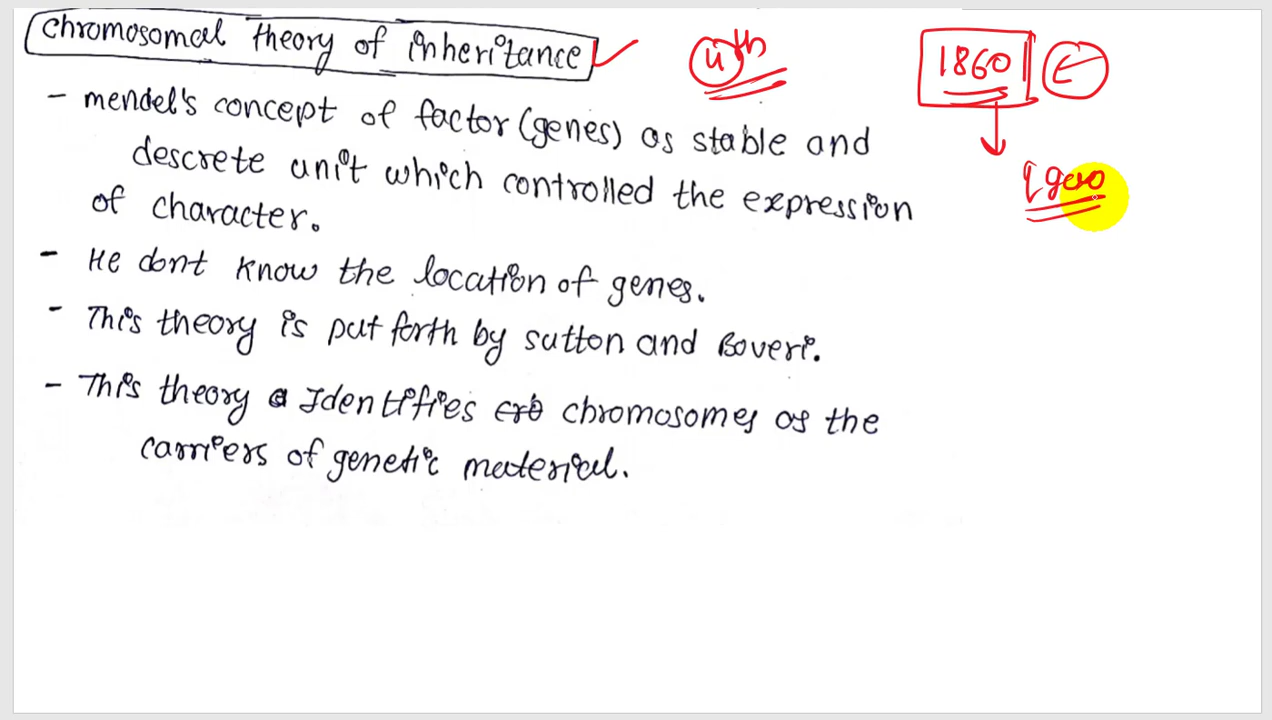 Chromosomal theory of inheritance
4th
1860
- mendel's concept of factor (genes) as stable and
descrete unit which controlled the expression
1900
of character.
- He dont know the location of genes.
- This theory is put forth by sutton and Boveri.
- This theory Identifies chromosomes as the
carriers of genetic material.